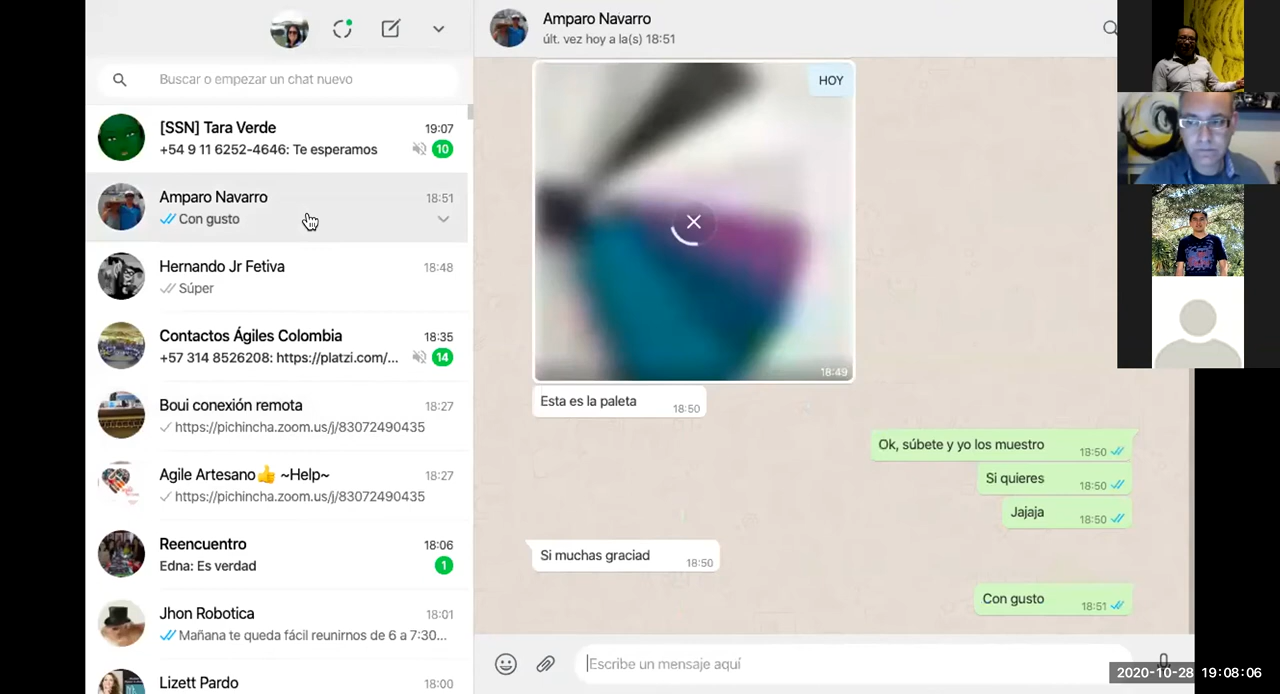 Buscar o empezar un chat nuevo
[SSN] Tara Verde
19:07
+54 9 11 6252-4646: Te esperamos
10
Amparo Navarro
18:51
Con gusto
Hernando Jr Fetiva
18:48
Súper
Contactos Ágiles Colombia
18:35
+57 314 8526208: https://platzi.com/...
14
Boui conexión remota
18:27
https://pichincha.zoom.us/j/83072490435
Agile Artesano👍 ~Help~
18:27
https://pichincha.zoom.us/j/83072490435
Reencuentro
18:06
Edna: Es verdad
1
Jhon Robotica
18:01
Mañana te queda fácil reunirnos de 6 a 7:30...
Lizett Pardo
18:00
Amparo Navarro
últ. vez hoy a la(s) 18:51
HOY
18:49
Esta es la paleta
18:50
Ok, súbete y yo los muestro
18:50
Si quieres
18:50
Jajaja
18:50
Si muchas graciad
18:50
Con gusto
18:51
Escribe un mensaje aquí
2020-10-28 19:08:06